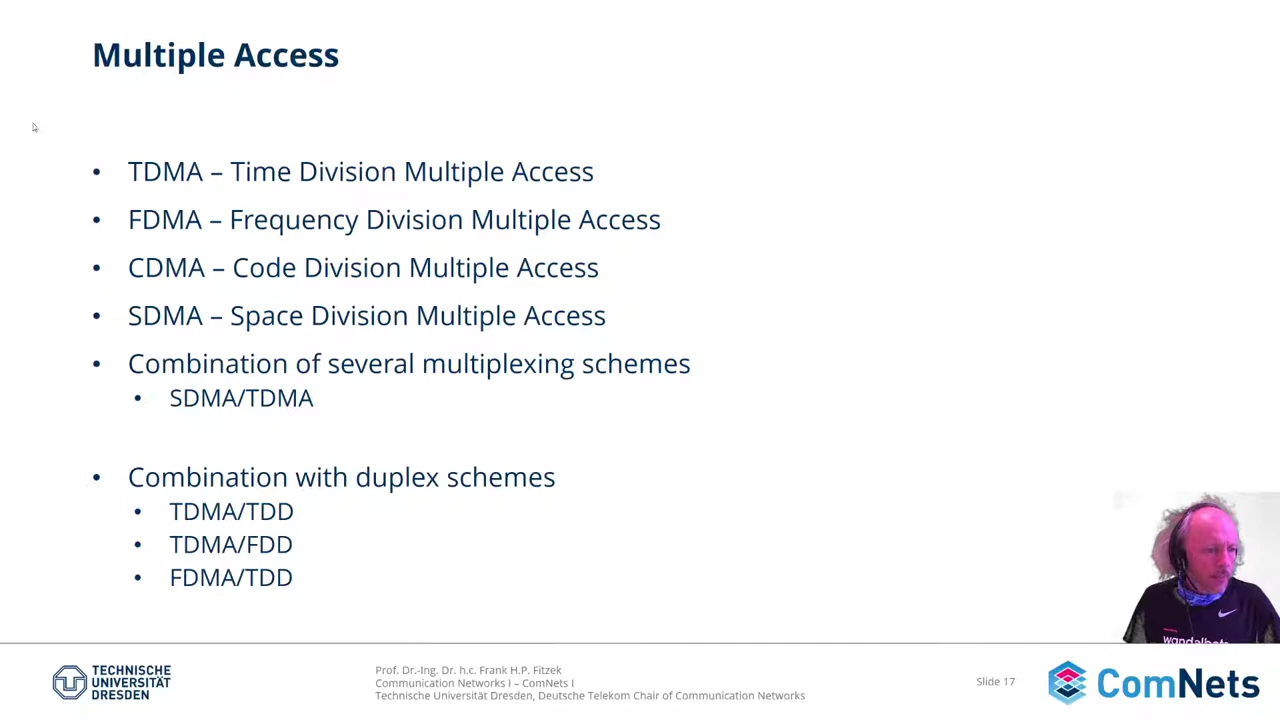 Multiple Access
• TDMA – Time Division Multiple Access
• FDMA – Frequency Division Multiple Access
• CDMA – Code Division Multiple Access
• SDMA – Space Division Multiple Access
• Combination of several multiplexing schemes
• SDMA/TDMA
• Combination with duplex schemes
• TDMA/TDD
• TDMA/FDD
• FDMA/TDD
wandelbots
TECHNISCHE
UNIVERSITÄT
DRESDEN
Prof. Dr.-Ing. Dr. h.c. Frank H.P. Fitzek
Communication Networks I – ComNets I
Technische Universität Dresden, Deutsche Telekom Chair of Communication Networks
Slide 17
ComNets